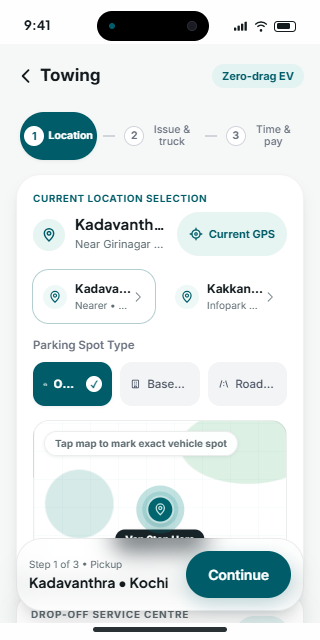 9:41
Towing
Zero-drag EV
1 Location
2 Issue & truck
3 Time & pay
CURRENT LOCATION SELECTION
Kadavanth...
Near Girinagar ...
Current GPS
Kadava...
Nearer • ...
Kakkan...
Infopark ...
Parking Spot Type
O...
Base...
Road...
Tap map to mark exact vehicle spot
Step 1 of 3 • Pickup
Kadavanthra • Kochi
Continue
DROP-OFF SERVICE CENTRE